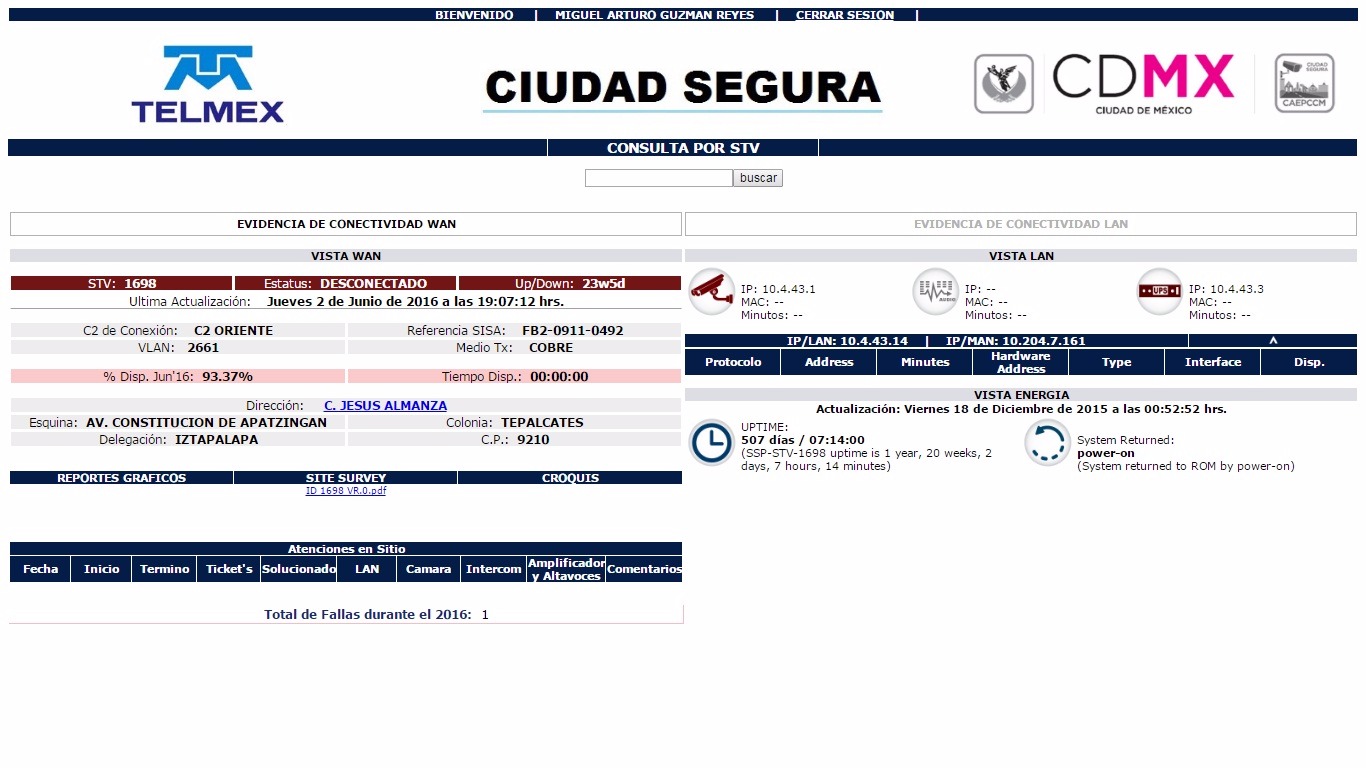 BIENVENIDO | MIGUEL ARTURO GUZMAN REYES | CERRAR SESION |
TELMEX
CIUDAD SEGURA
CDMX
CIUDAD DE MÉXICO
CIUDAD
SEGURA
CAEPCCM
CONSULTA POR STV
buscar
EVIDENCIA DE CONECTIVIDAD WAN
VISTA WAN
STV: 1698 Estatus: DESCONECTADO Up/Down: 23w5d
Ultima Actualización: Jueves 2 de Junio de 2016 a las 19:07:12 hrs.
C2 de Conexión: C2 ORIENTE Referencia SISA: FB2-0911-0492
VLAN: 2661 Medio Tx: COBRE
% Disp. Jun'16: 93.37% Tiempo Disp.: 00:00:00
Dirección: C. JESUS ALMANZA
Esquina: AV. CONSTITUCION DE APATZINGAN Colonia: TEPALCATES
Delegación: IZTAPALAPA C.P.: 9210
REPORTES GRAFICOS SITE SURVEY CROQUIS
ID 1698 VR.0.pdf
Atenciones en Sitio
Fecha Inicio Termino Ticket's Solucionado LAN Camara Intercom Amplificador y Altavoces Comentarios
Total de Fallas durante el 2016: 1
EVIDENCIA DE CONECTIVIDAD LAN
VISTA LAN
IP: 10.4.43.1
MAC: --
Minutos: --
AUDIO
IP: --
MAC: --
Minutos: --
UPS
IP: 10.4.43.3
MAC: --
Minutos: --
IP/LAN: 10.4.43.14 | IP/MAN: 10.204.7.161 ^
Protocolo Address Minutes Hardware Address Type Interface Disp.
VISTA ENERGIA
Actualización: Viernes 18 de Diciembre de 2015 a las 00:52:52 hrs.
UPTIME:
507 días / 07:14:00
(SSP-STV-1698 uptime is 1 year, 20 weeks, 2
days, 7 hours, 14 minutes)
System Returned:
power-on
(System returned to ROM by power-on)